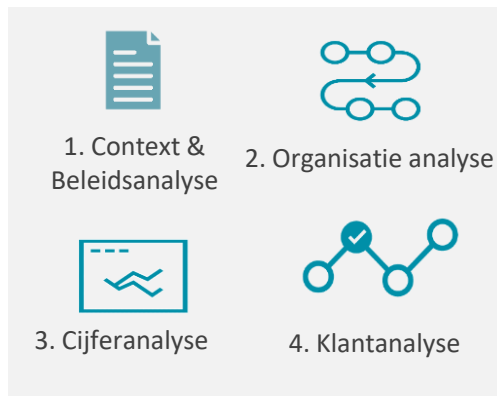 1. Context &
Beleidsanalyse
2. Organisatie analyse
3. Cijferanalyse
4. Klantanalyse